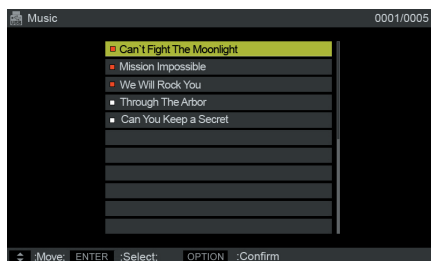 Music 0001/0005
Can`t Fight The Moonlight
Mission Impossible
We Will Rock You
Through The Arbor
Can You Keep a Secret
:Move; ENTER :Select; OPTION :Confirm